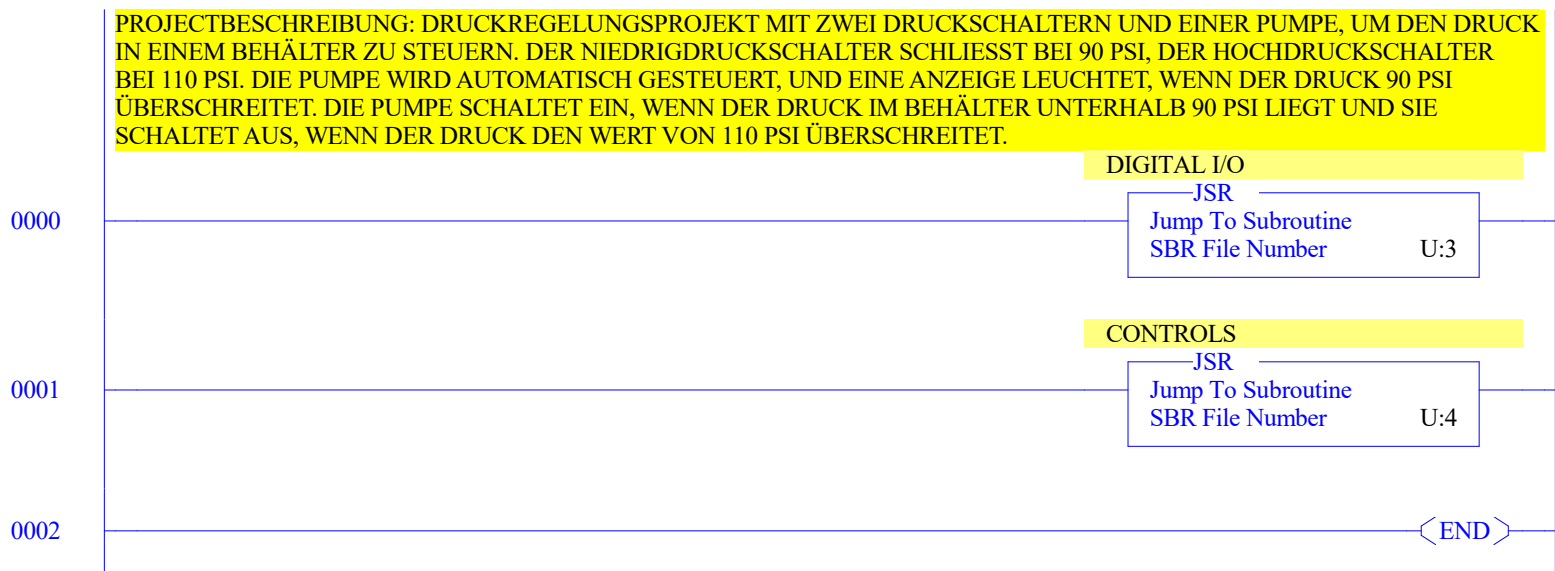 PROJECTBESCHREIBUNG: DRUCKREGELUNGSPROJEKT MIT ZWEI DRUCKSCHALTERN UND EINER PUMPE, UM DEN DRUCK
IN EINEM BEHÄLTER ZU STEUERN. DER NIEDRIGDRUCKSCHALTER SCHLIESST BEI 90 PSI, DER HOCHDRUCKSCHALTER
BEI 110 PSI. DIE PUMPE WIRD AUTOMATISCH GESTEUERT, UND EINE ANZEIGE LEUCHTET, WENN DER DRUCK 90 PSI
ÜBERSCHREITET. DIE PUMPE SCHALTET EIN, WENN DER DRUCK IM BEHÄLTER UNTERHALB 90 PSI LIEGT UND SIE
SCHALTET AUS, WENN DER DRUCK DEN WERT VON 110 PSI ÜBERSCHREITET.
DIGITAL I/O
JSR
0000 Jump To Subroutine
SBR File Number U:3
CONTROLS
JSR
0001 Jump To Subroutine
SBR File Number U:4
0002 END